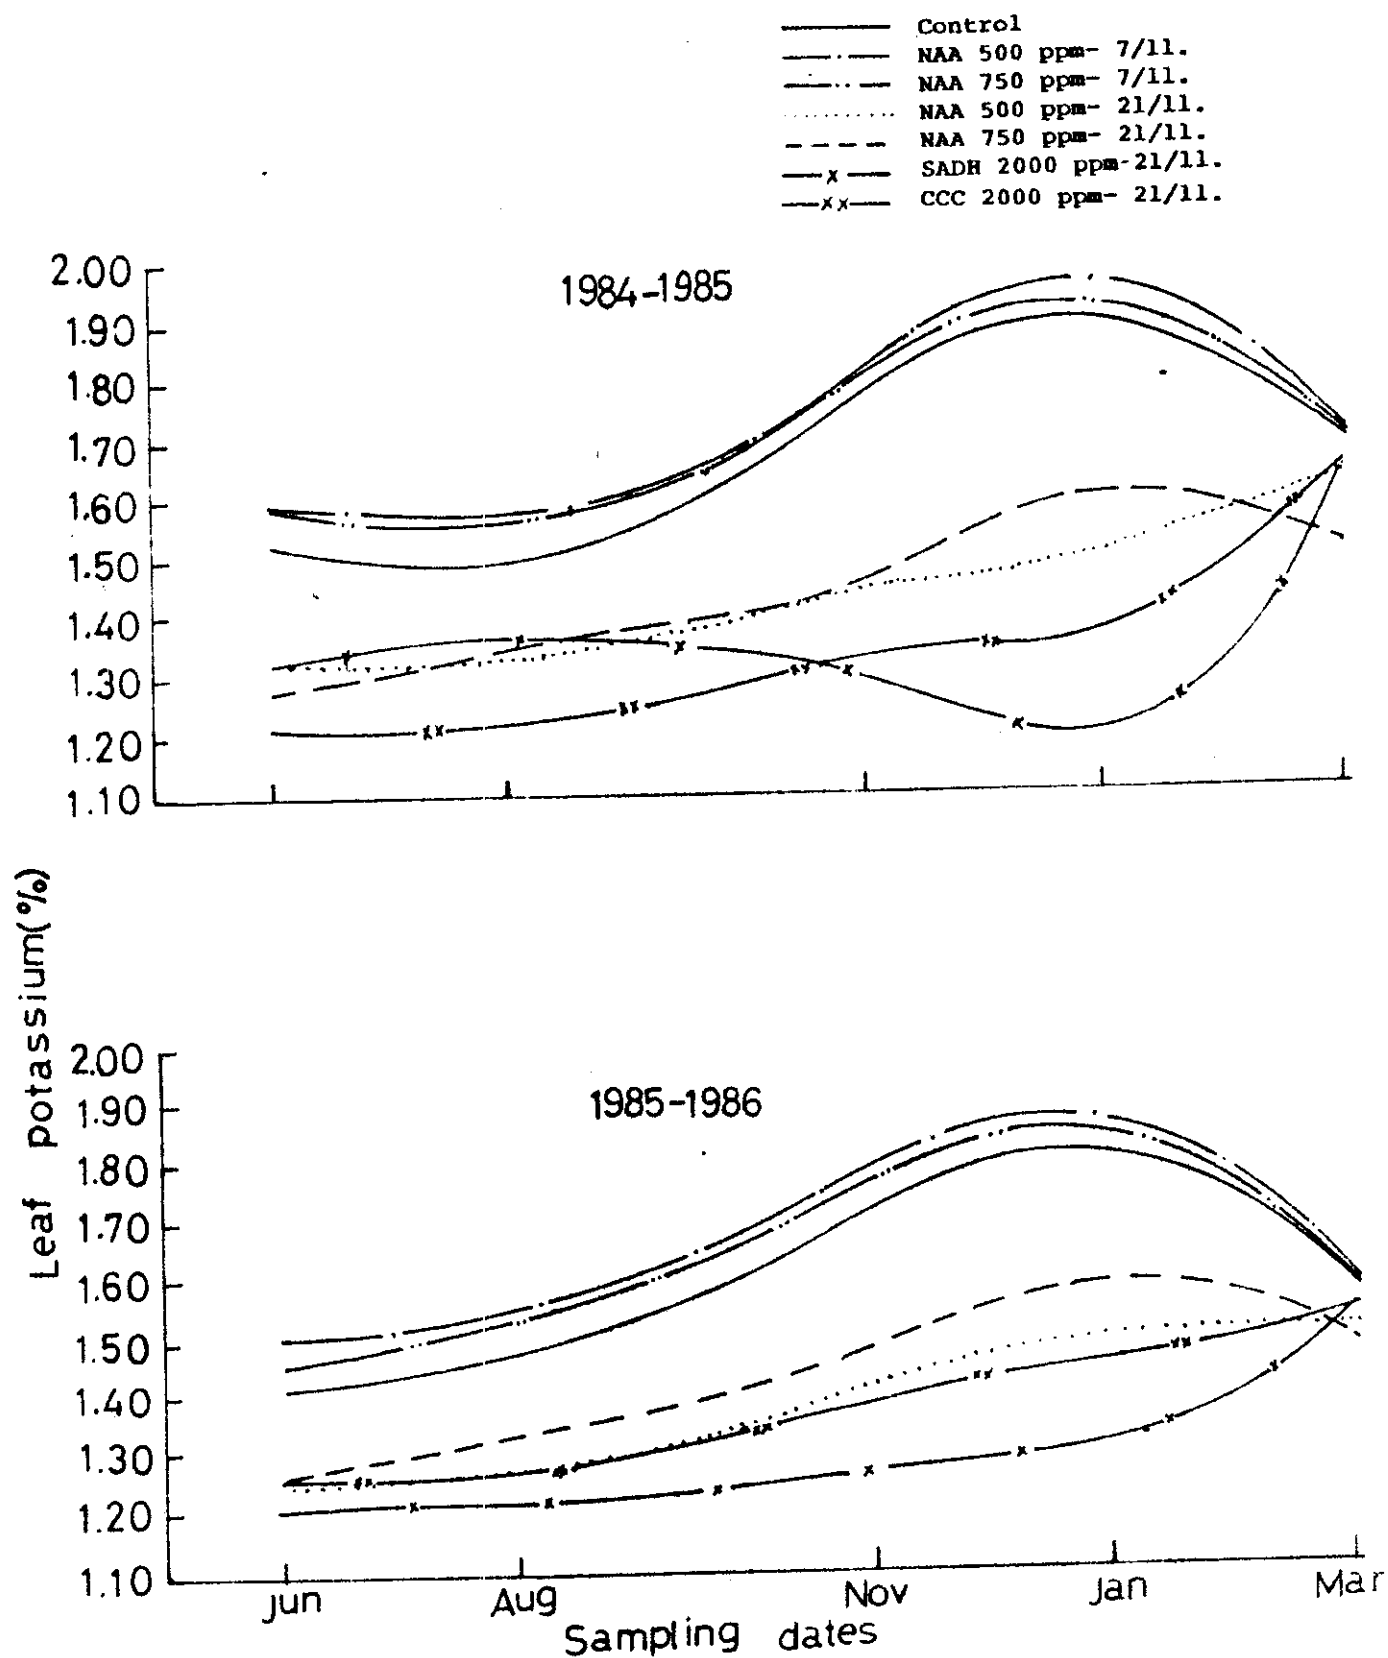 Control
NAA 500 ppm- 7/11.
NAA 750 ppm- 7/11.
NAA 500 ppm- 21/11.
NAA 750 ppm- 21/11.
SADH 2000 ppm-21/11.
CCC 2000 ppm- 21/11.
1984-1985
2.00
1.90
1.80
1.70
1.60
1.50
1.40
1.30
1.20
1.10
Leaf potassium(%)
1985-1986
2.00
1.90
1.80
1.70
1.60
1.50
1.40
1.30
1.20
1.10
Jun Aug Nov Jan Mar
Sampling dates